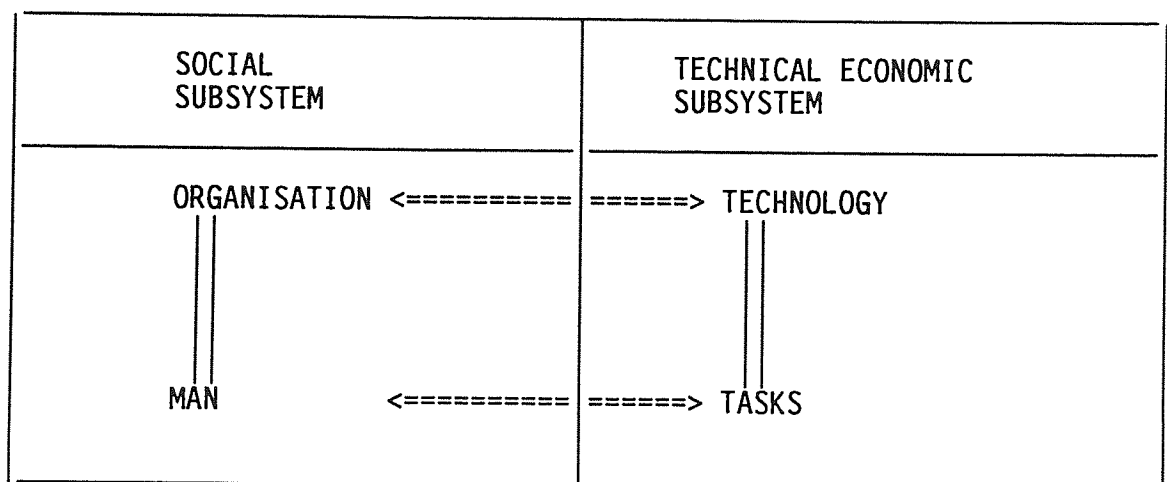 SOCIAL
SUBSYSTEM
TECHNICAL ECONOMIC
SUBSYSTEM
ORGANISATION <========== ======> TECHNOLOGY
MAN <========== ======> TASKS